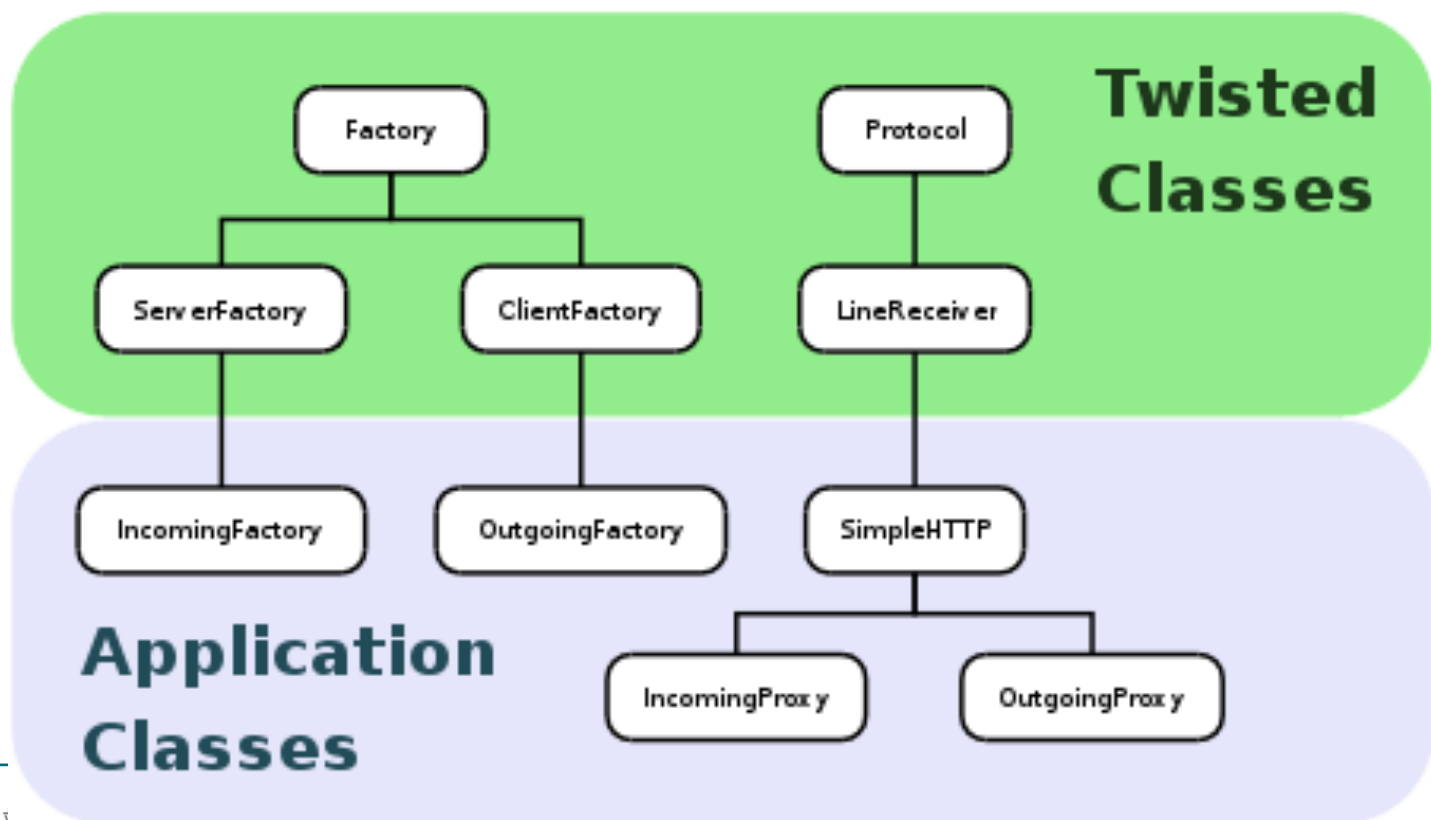 Twisted
Classes
Factory
Protocol
ServerFactory
ClientFactory
LineReceiver
IncomingFactory
OutgoingFactory
SimpleHTTP
Application
Classes
IncomingProxy
OutgoingProxy